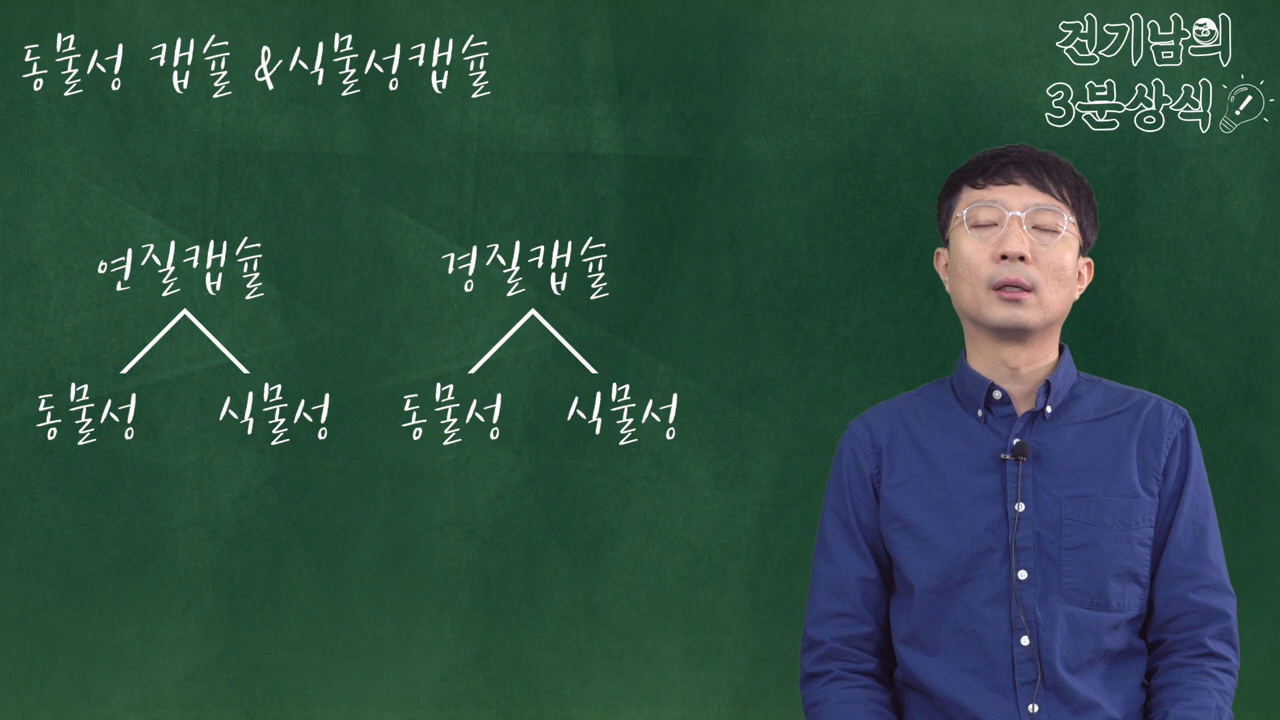 동물성 캡슐 &식물성캡슐
건기남의
3분상식
연질캡슐 경질캡슐
동물성 식물성 동물성 식물성